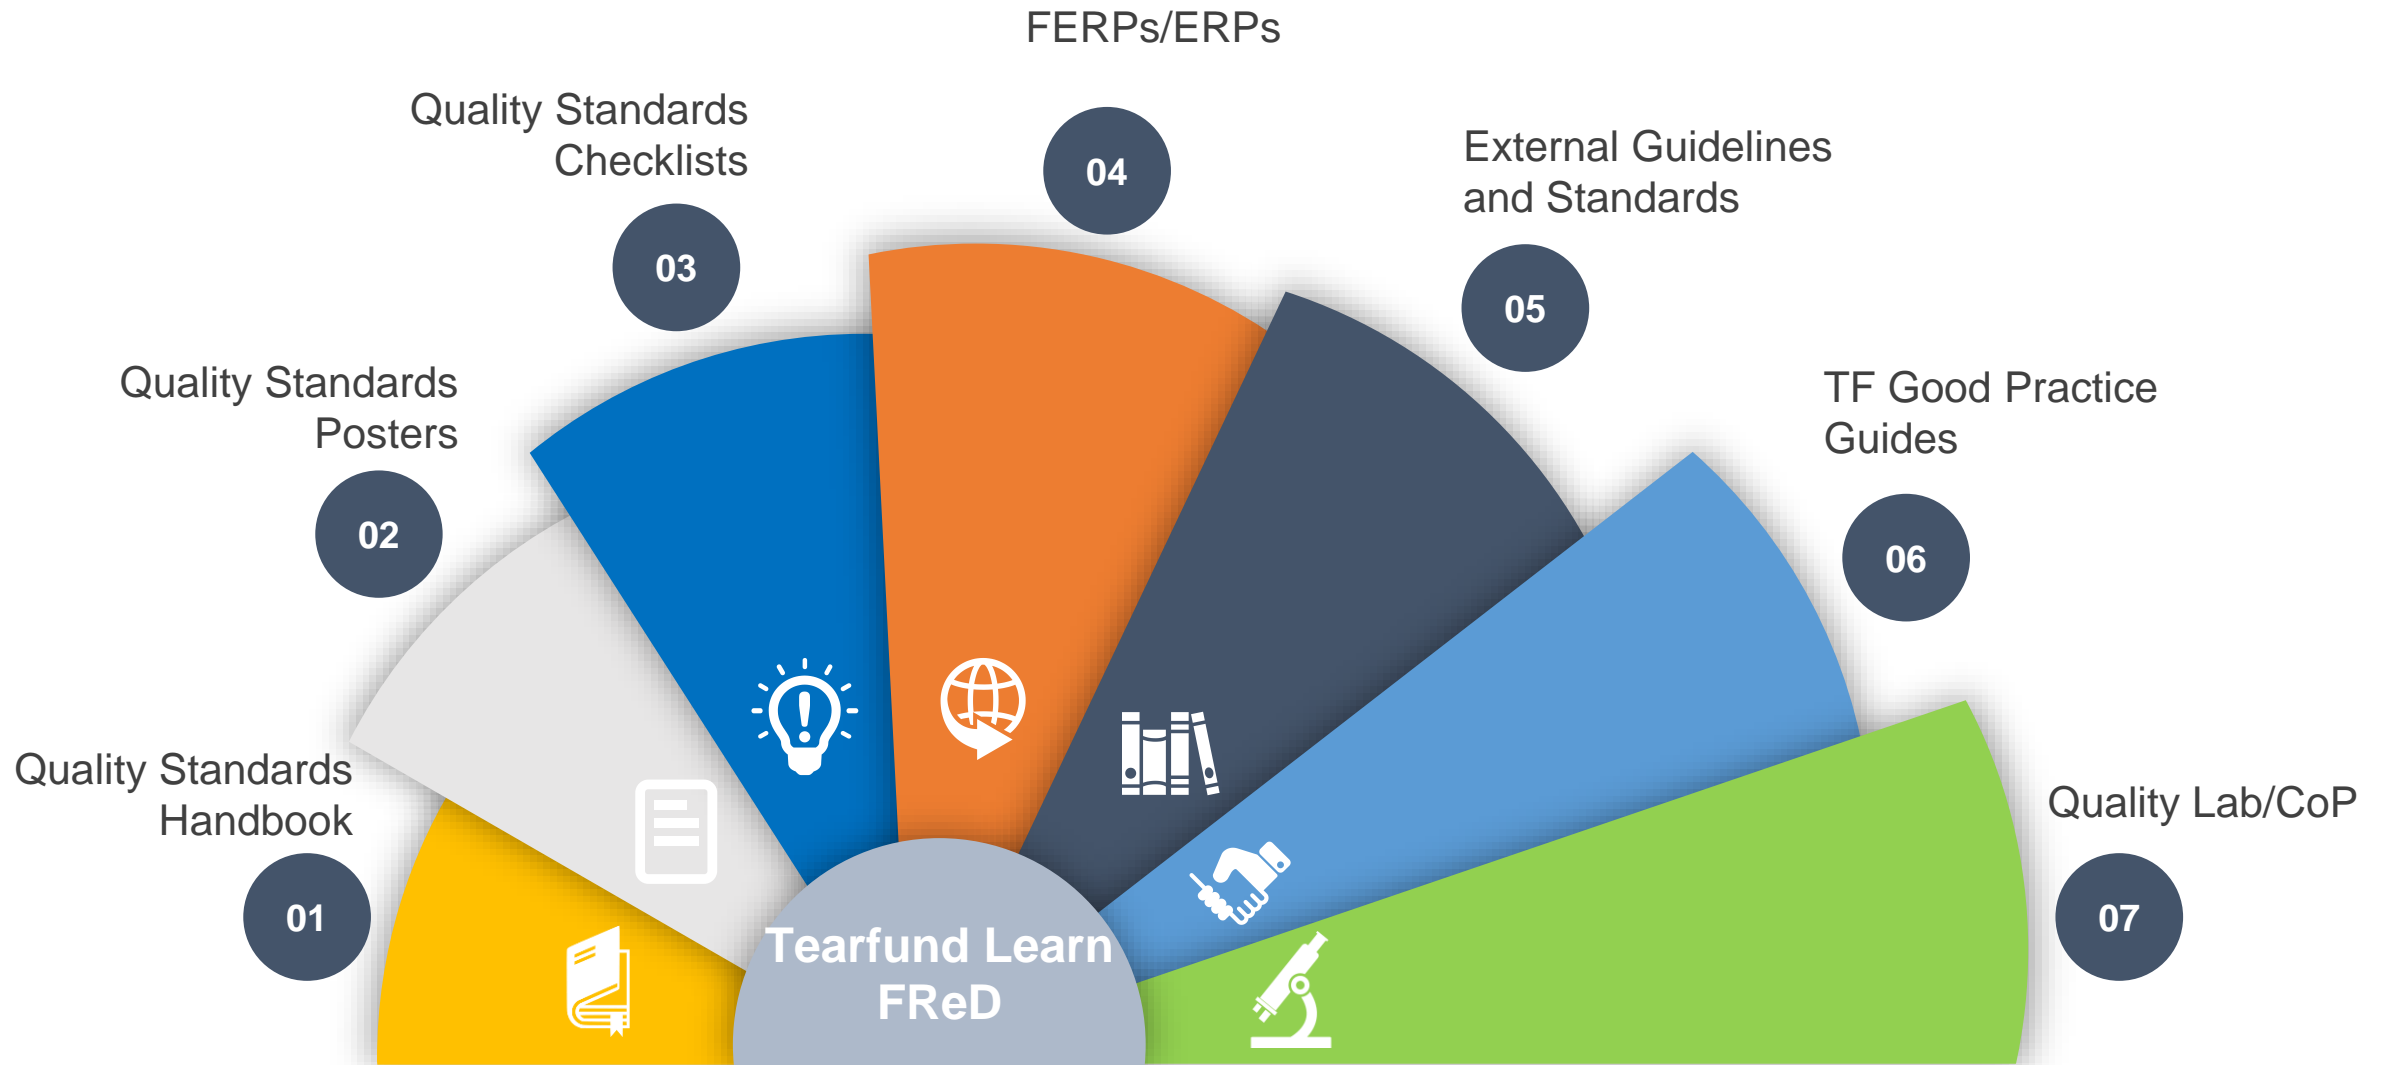 Quality Standards
Handbook
01
Quality Standards
Posters
02
Quality Standards
Checklists
03
FERPs/ERPs
04
External Guidelines
and Standards
05
TF Good Practice
Guides
06
Quality Lab/CoP
07
Tearfund Learn
FReD